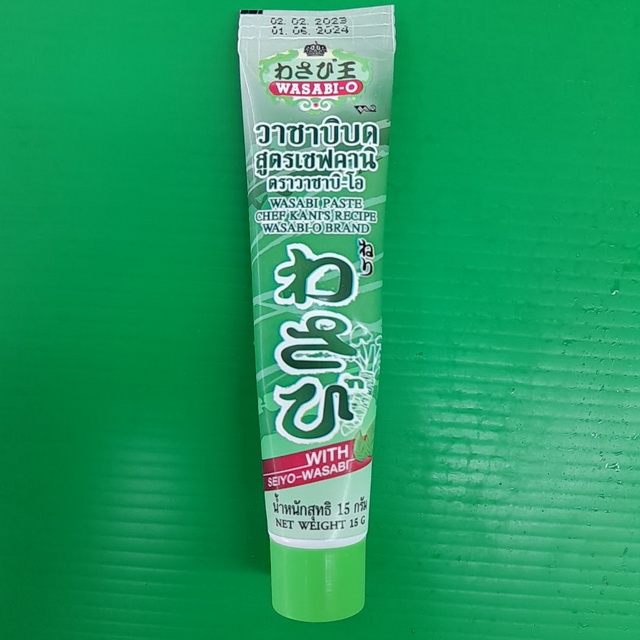 02. 02. 2023
01. 06. 2024
わさび王
WASABI-O
วาซาบิบด
สูตรเชฟคานิ
ตราวาซาบิ-โอ
WASABI PASTE
CHEF KANI'S RECIPE
WASABI-O BRAND
ねり
わさび
WITH
SEIYO-WASABI
น้ำหนักสุทธิ 15 กรัม
NET WEIGHT 15 G